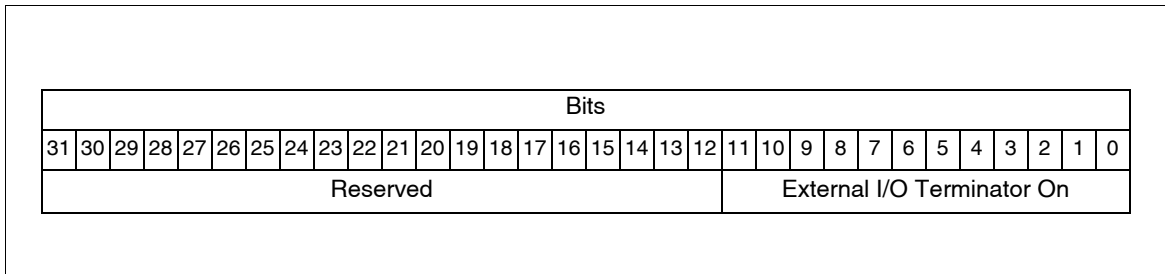 Bits
31 30 29 28 27 26 25 24 23 22 21 20 19 18 17 16 15 14 13 12 11 10 9 8 7 6 5 4 3 2 1 0
Reserved External I/O Terminator On